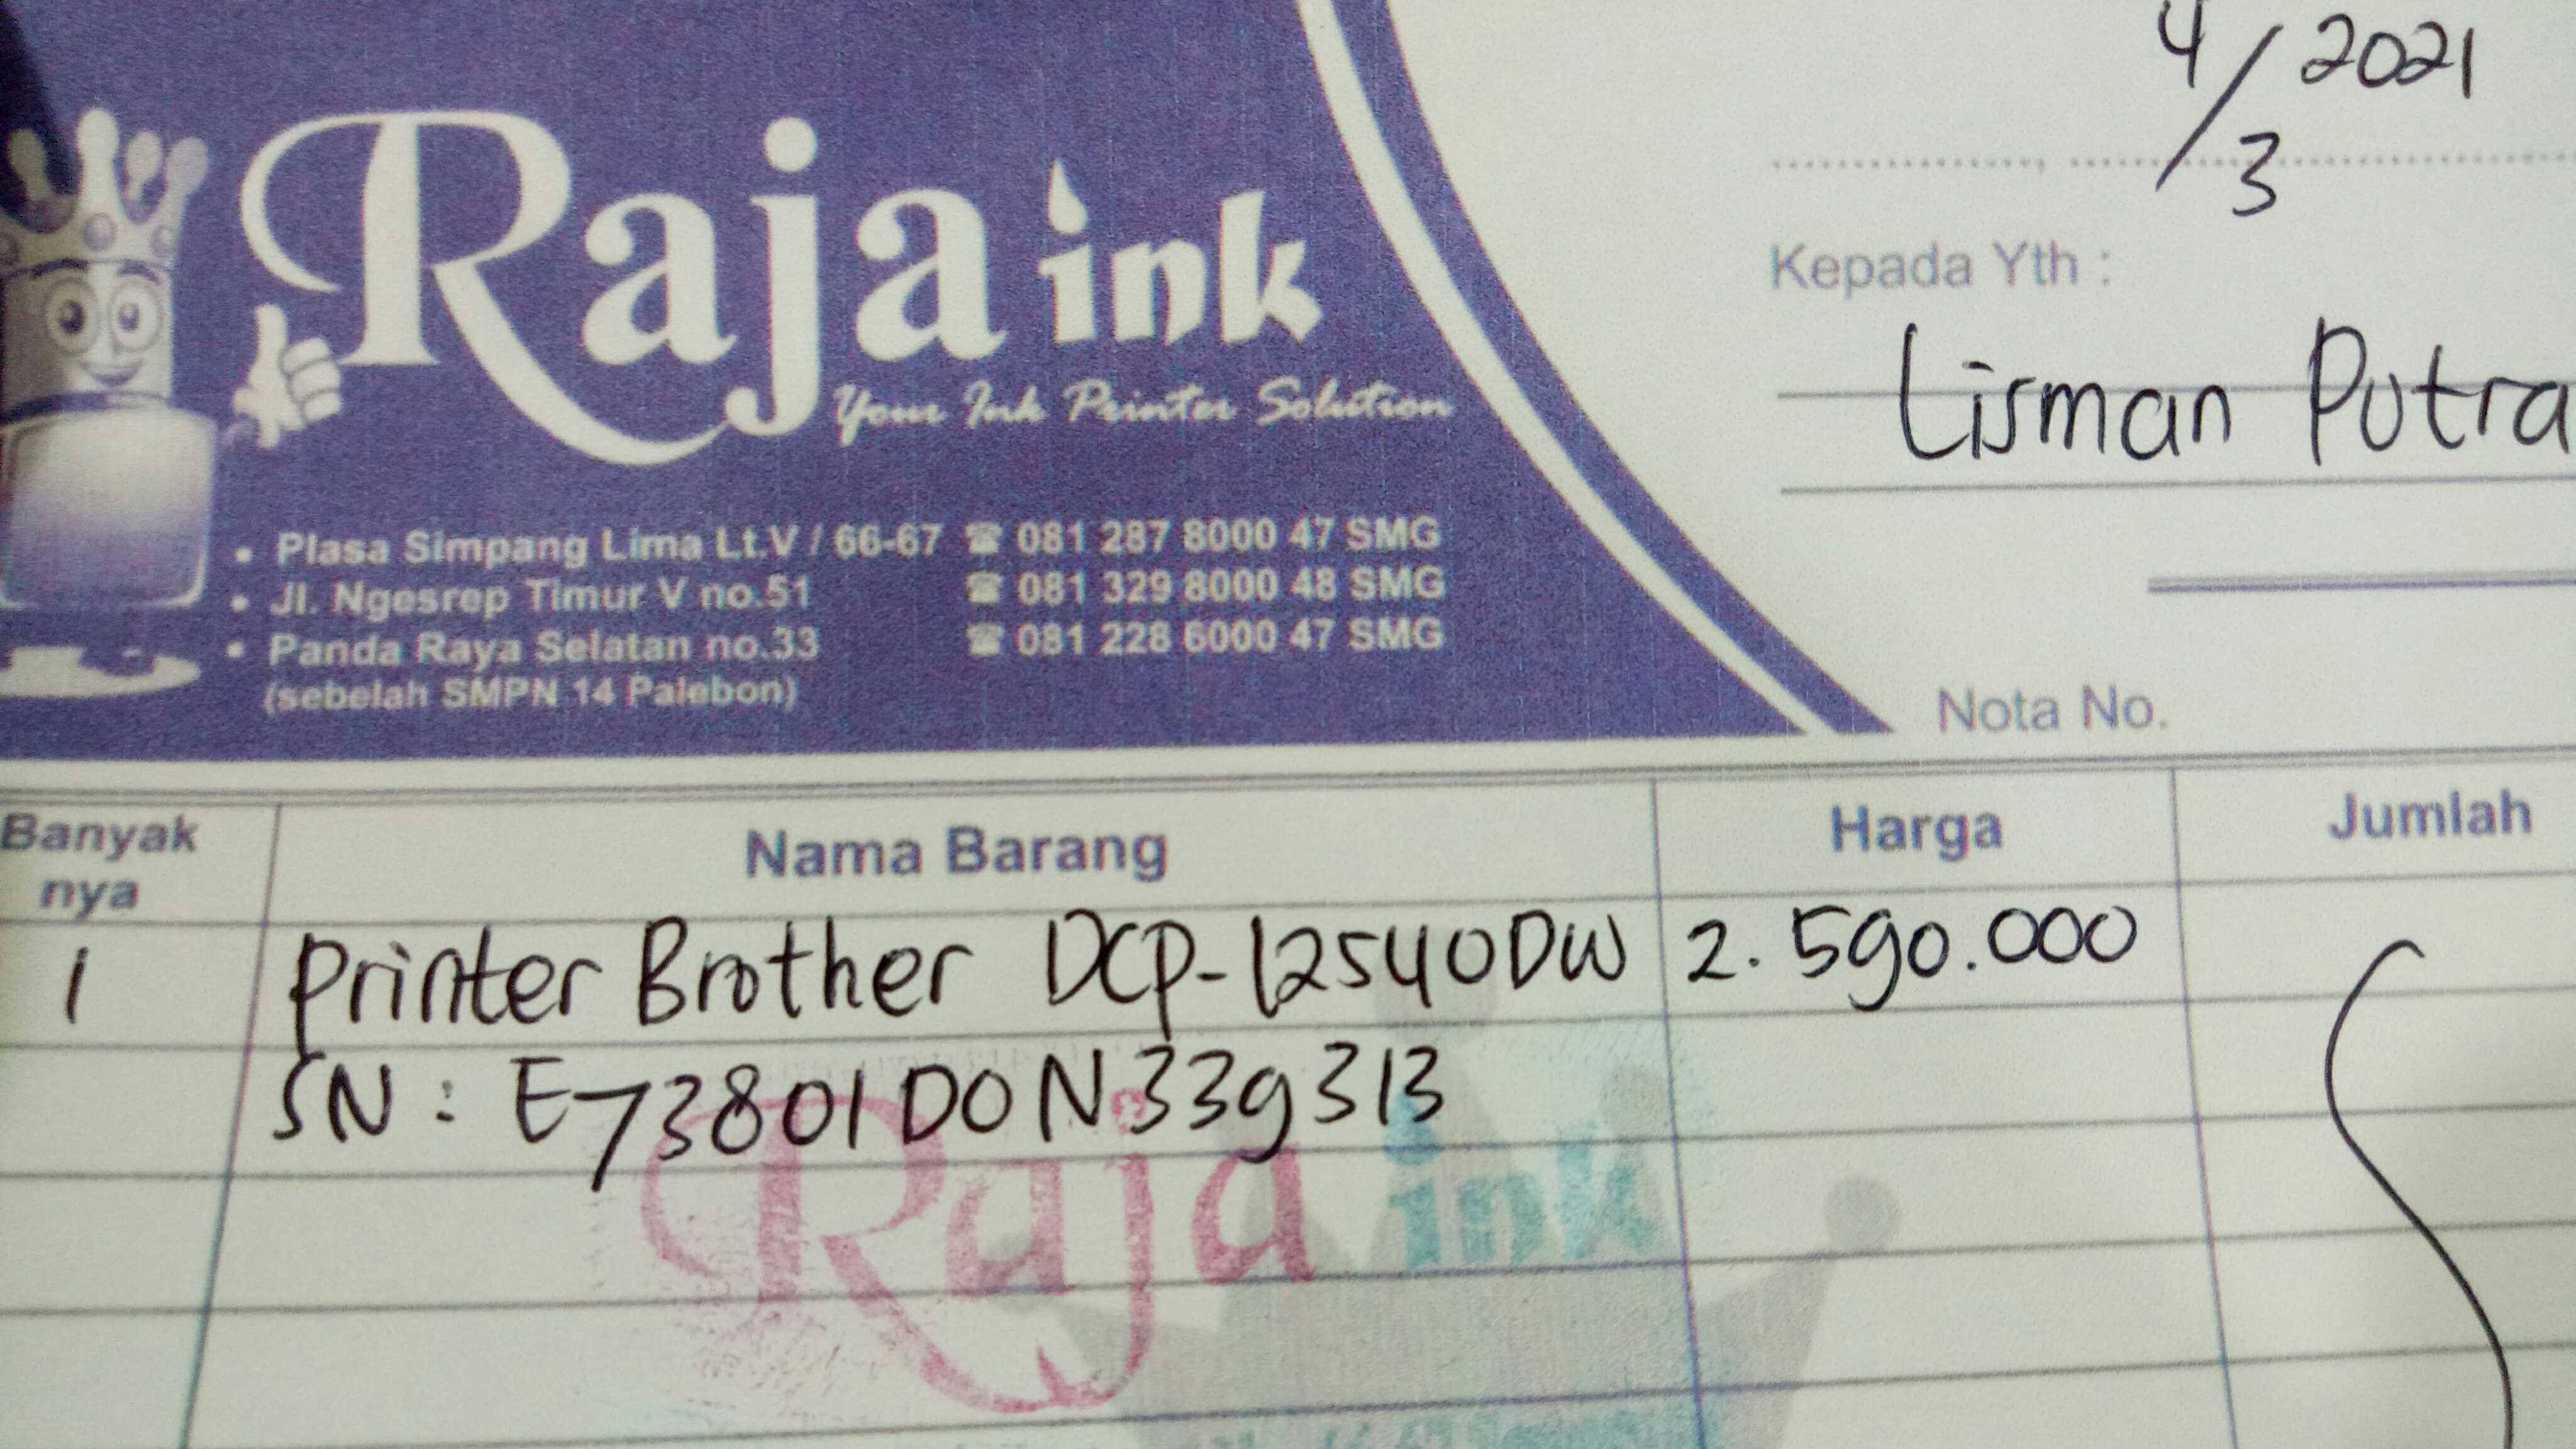 Raja ink
Your Ink Printer Solution
• Plasa Simpang Lima Lt.V / 66-67 ☎ 081 287 8000 47 SMG
• Jl. Ngesrep Timur V no.51 ☎ 081 329 8000 48 SMG
• Panda Raya Selatan no.33 ☎ 081 228 6000 47 SMG
(sebelah SMPN 14 Palebon)
4/3 2021
Kepada Yth :
Lisman Putra
Nota No.
Banyak nya Nama Barang Harga Jumlah
1 Printer Brother DCP-L2540DW 2.590.000
SN : E73801D0N339313
Raja ink